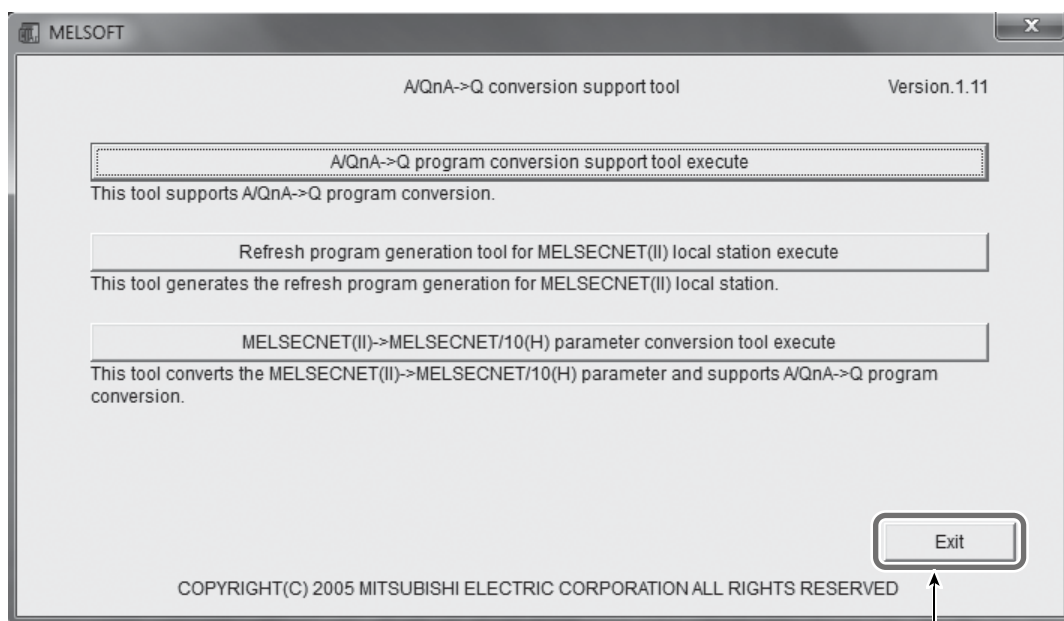 MELSOFT
x
A/QnA->Q conversion support tool Version.1.11
A/QnA->Q program conversion support tool execute
This tool supports A/QnA->Q program conversion.
Refresh program generation tool for MELSECNET(II) local station execute
This tool generates the refresh program generation for MELSECNET(II) local station.
MELSECNET(II)->MELSECNET/10(H) parameter conversion tool execute
This tool converts the MELSECNET(II)->MELSECNET/10(H) parameter and supports A/QnA->Q program
conversion.
Exit
COPYRIGHT(C) 2005 MITSUBISHI ELECTRIC CORPORATION ALL RIGHTS RESERVED